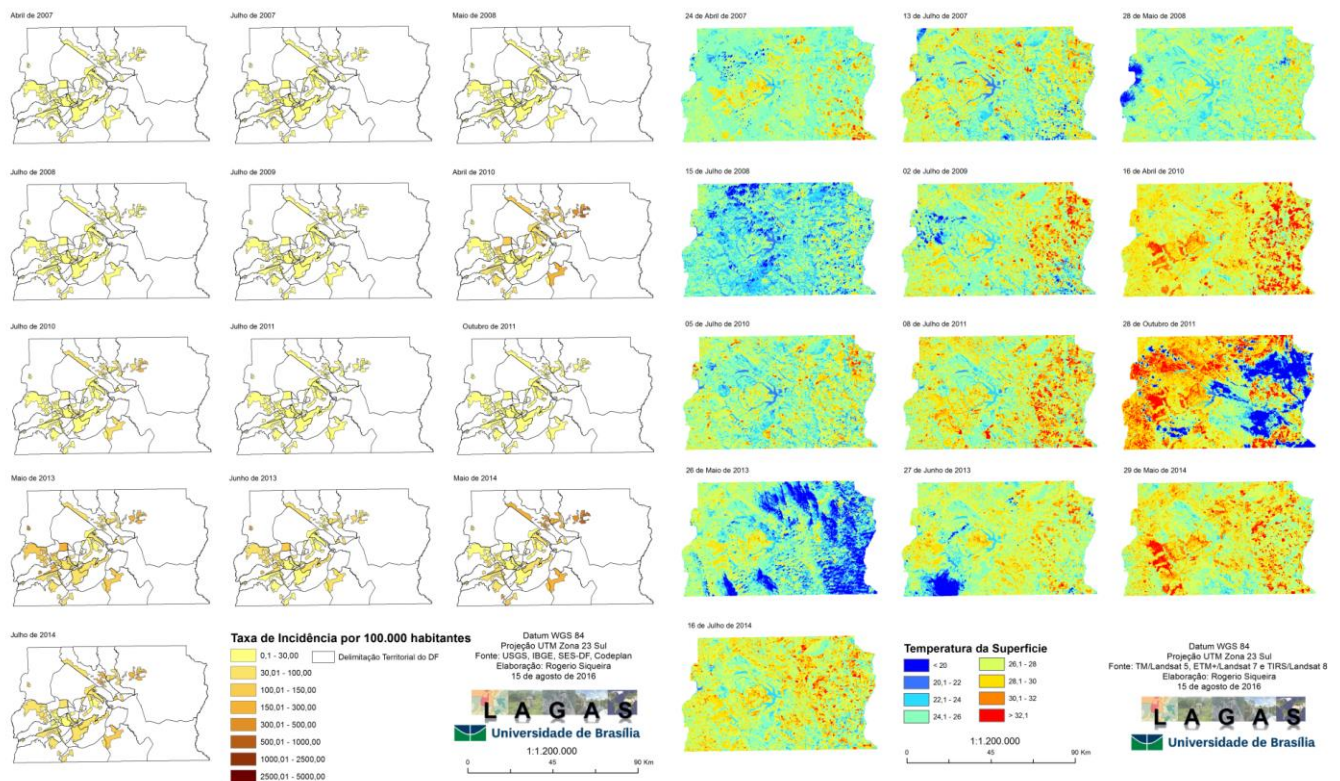 Abril de 2007
Julho de 2007
Maio de 2008
Julho de 2008
Julho de 2009
Abril de 2010
Julho de 2010
Julho de 2011
Outubro de 2011
Maio de 2013
Junho de 2013
Maio de 2014
Julho de 2014
Taxa de Incidência por 100.000 habitantes
0,1 - 30,00
30,01 - 100,00
100,01 - 150,00
150,01 - 300,00
300,01 - 500,00
500,01 - 1000,00
1000,01 - 2500,00
2500,01 - 5000,00
Delimitação Territorial do DF
Datum WGS 84
Projeção UTM Zona 23 Sul
Fonte: USGS, IBGE, SES-DF, Codeplan
Elaboração: Rogerio Siqueira
15 de agosto de 2016
LAGAS
Universidade de Brasília
1:1.200.000
0 45 90 Km
24 de Abril de 2007
13 de Julho de 2007
28 de Maio de 2008
15 de Julho de 2008
02 de Julho de 2009
16 de Abril de 2010
05 de Julho de 2010
08 de Julho de 2011
28 de Outubro de 2011
26 de Maio de 2013
27 de Junho de 2013
29 de Maio de 2014
16 de Julho de 2014
Temperatura da Superficie
< 20
20,1 - 22
22,1 - 24
24,1 - 26
26,1 - 28
28,1 - 30
30,1 - 32
> 32,1
1:1.200.000
0 45 90 Km
Datum WGS 84
Projeção UTM Zona 23 Sul
Fonte: TM/Landsat 5, ETM+/Landsat 7 e TIRS/Landsat 8
Elaboração: Rogerio Siqueira
15 de agosto de 2016
LAGAS
Universidade de Brasília